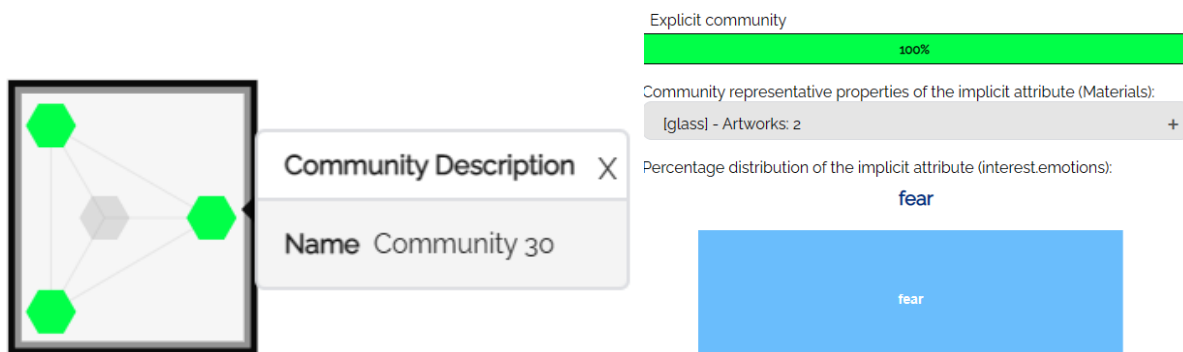 Community Description X
Name Community 30
Explicit community
100%
Community representative properties of the implicit attribute (Materials):
[glass] - Artworks: 2 +
Percentage distribution of the implicit attribute (interest.emotions):
fear
fear